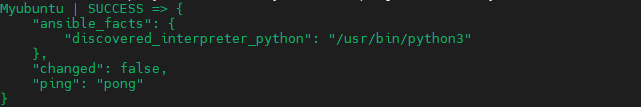 Myubuntu | SUCCESS => {
    "ansible_facts": {
        "discovered_interpreter_python": "/usr/bin/python3"
    },
    "changed": false,
    "ping": "pong"
}